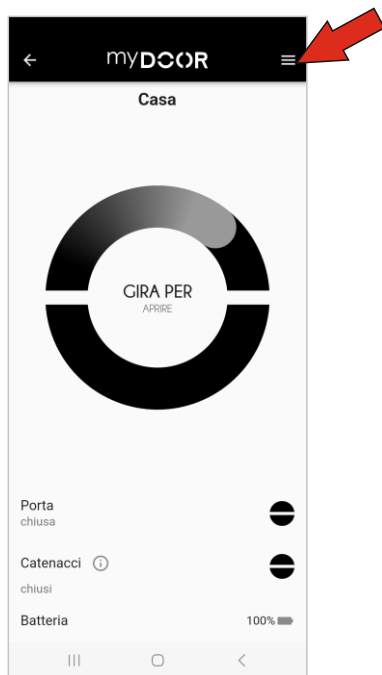 myDOOR
Casa
GIRA PER
APRIRE
Porta
chiusa
Catenacci
chiusi
Batteria 100%